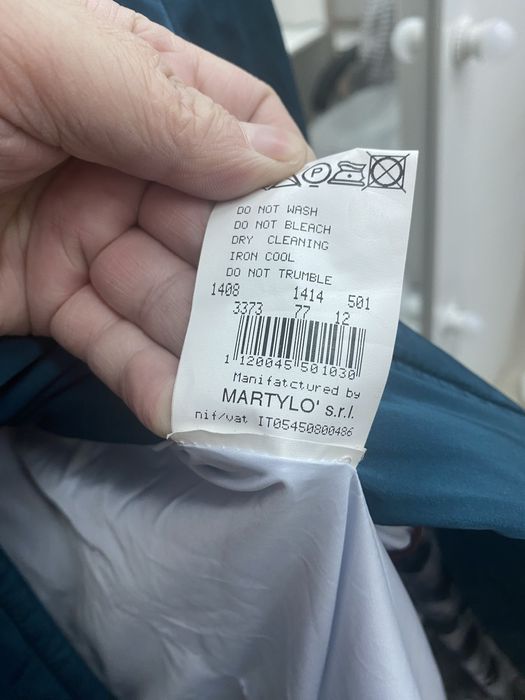 P
DO NOT WASH
DO NOT BLEACH
DRY CLEANING
IRON COOL
DO NOT TRUMBLE
1408 1414 501
3373 77 12
1 120045 501030
Manifatctured by
MARTYLO' s.r.l.
nif/vat IT05450800486